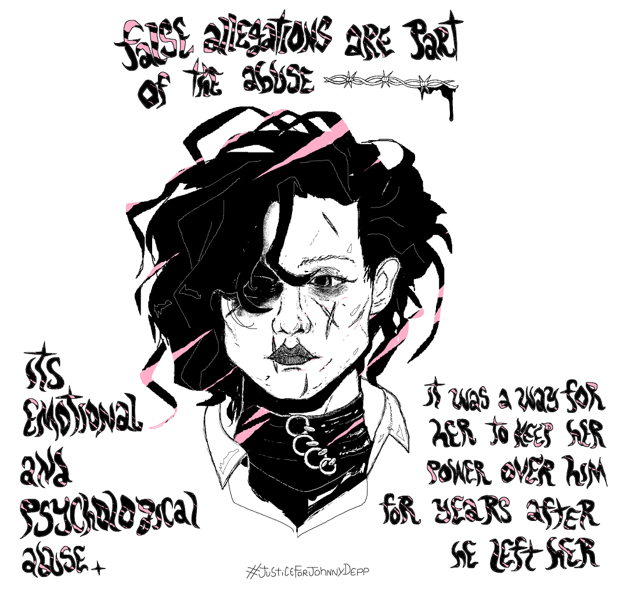 false allegations are part
of the abuse
its
emotional
and
psychological
abuse.
it was a way for
her to keep her
power over him
for years after
he left her
#JusticeForJohnnyDepp